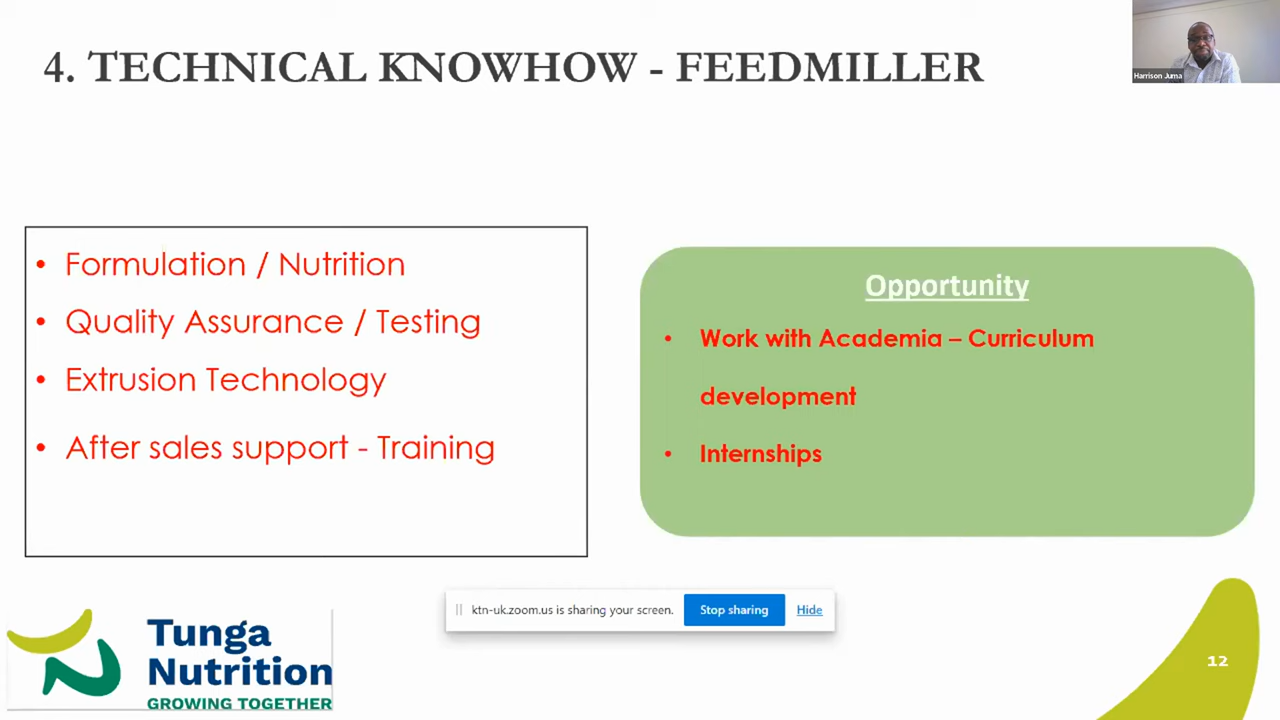 4. TECHNICAL KNOWHOW - FEEDMILLER
Harrison Juma
• Formulation / Nutrition
• Quality Assurance / Testing
• Extrusion Technology
• After sales support - Training
Opportunity
• Work with Academia – Curriculum
development
• Internships
ktn-uk.zoom.us is sharing your screen.
Stop sharing
Hide
Tunga
Nutrition
GROWING TOGETHER
12